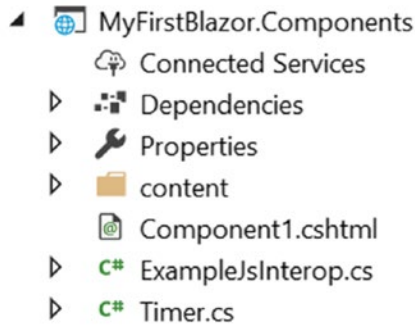 MyFirstBlazor.Components
Connected Services
Dependencies
Properties
content
Component1.cshtml
C# ExampleJsInterop.cs
C# Timer.cs